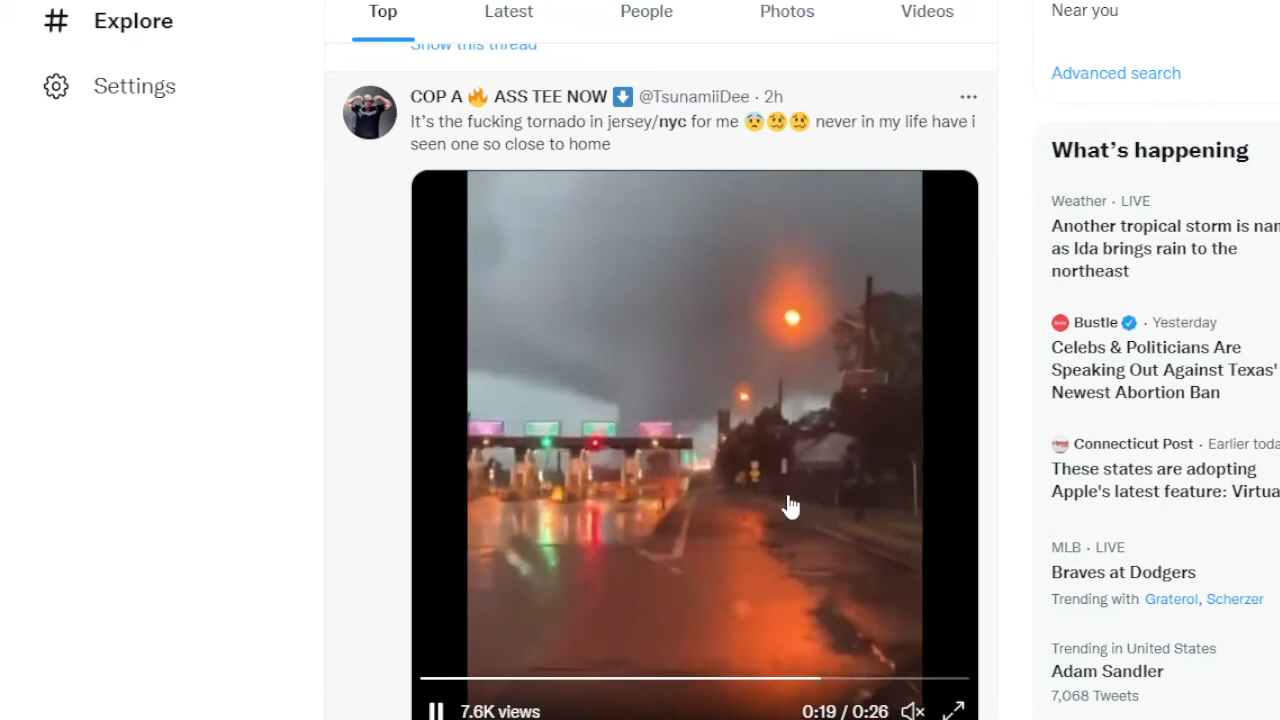 # Explore
Settings
Top Latest People Photos Videos
Show this thread
COP A 🔥 ASS TEE NOW ⬇️ @TsunamiiDee · 2h
It's the fucking tornado in jersey/nyc for me 😰🥴🥴 never in my life have i
seen one so close to home
7.6K views
0:19 / 0:26
Near you
Advanced search
What's happening
Weather · LIVE
Another tropical storm is nam
as Ida brings rain to the
northeast
Bustle · Yesterday
Celebs & Politicians Are
Speaking Out Against Texas'
Newest Abortion Ban
Connecticut Post · Earlier toda
These states are adopting
Apple's latest feature: Virtua
MLB · LIVE
Braves at Dodgers
Trending with Graterol, Scherzer
Trending in United States
Adam Sandler
7,068 Tweets